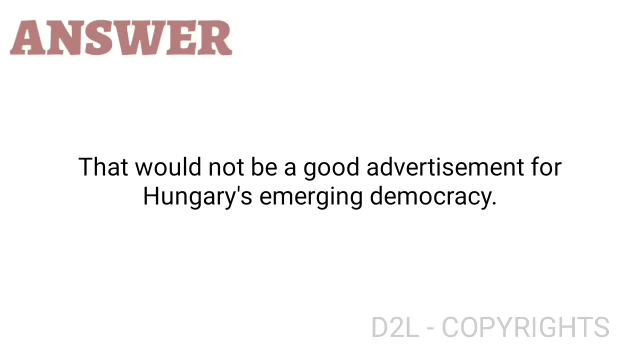 ANSWER
That would not be a good advertisement for
Hungary's emerging democracy.
D2L - COPYRIGHTS